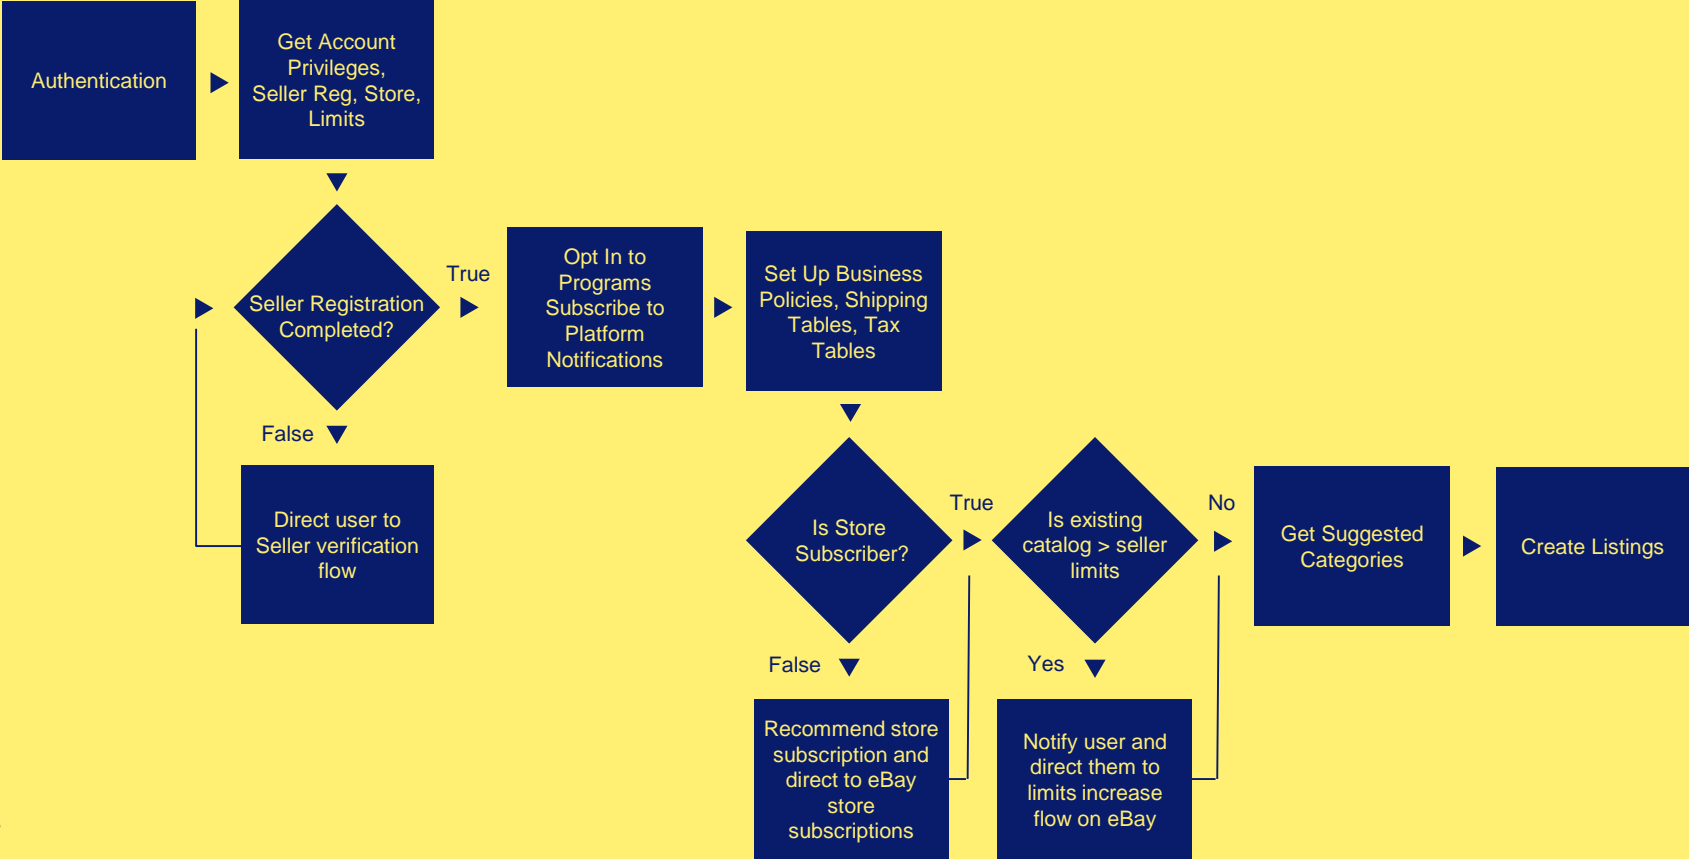 Authentication
Get Account
Privileges,
Seller Reg, Store,
Limits
Seller Registration
Completed?
True
Opt In to
Programs
Subscribe to
Platform
Notifications
Set Up Business
Policies, Shipping
Tables, Tax
Tables
False
Direct user to
Seller verification
flow
Is Store
Subscriber?
True
Is existing
catalog > seller
limits
No
Get Suggested
Categories
Create Listings
False
Recommend store
subscription and
direct to eBay
store
subscriptions
Yes
Notify user and
direct them to
limits increase
flow on eBay